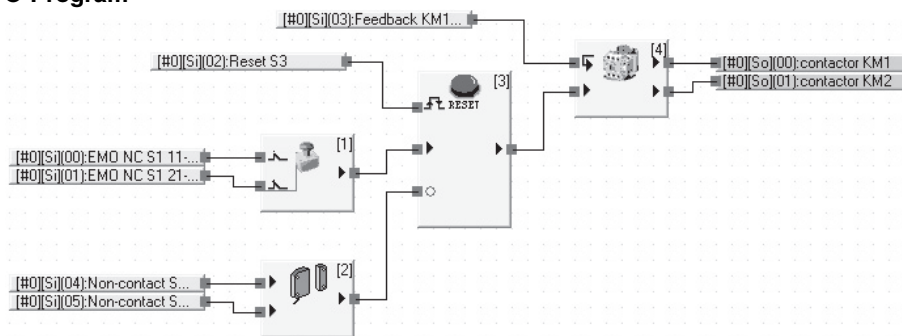 [#0][Si](03):Feedback KM1...
[4]
[#0][Si](02):Reset S3
[#0][So](00):contactor KM1
[#0][So](01):contactor KM2
[3]
RESET
[1]
[#0][Si](00):EMO NC S1 11-...
[#0][Si](01):EMO NC S1 21-...
[2]
[#0][Si](04):Non-contact S...
[#0][Si](05):Non-contact S...